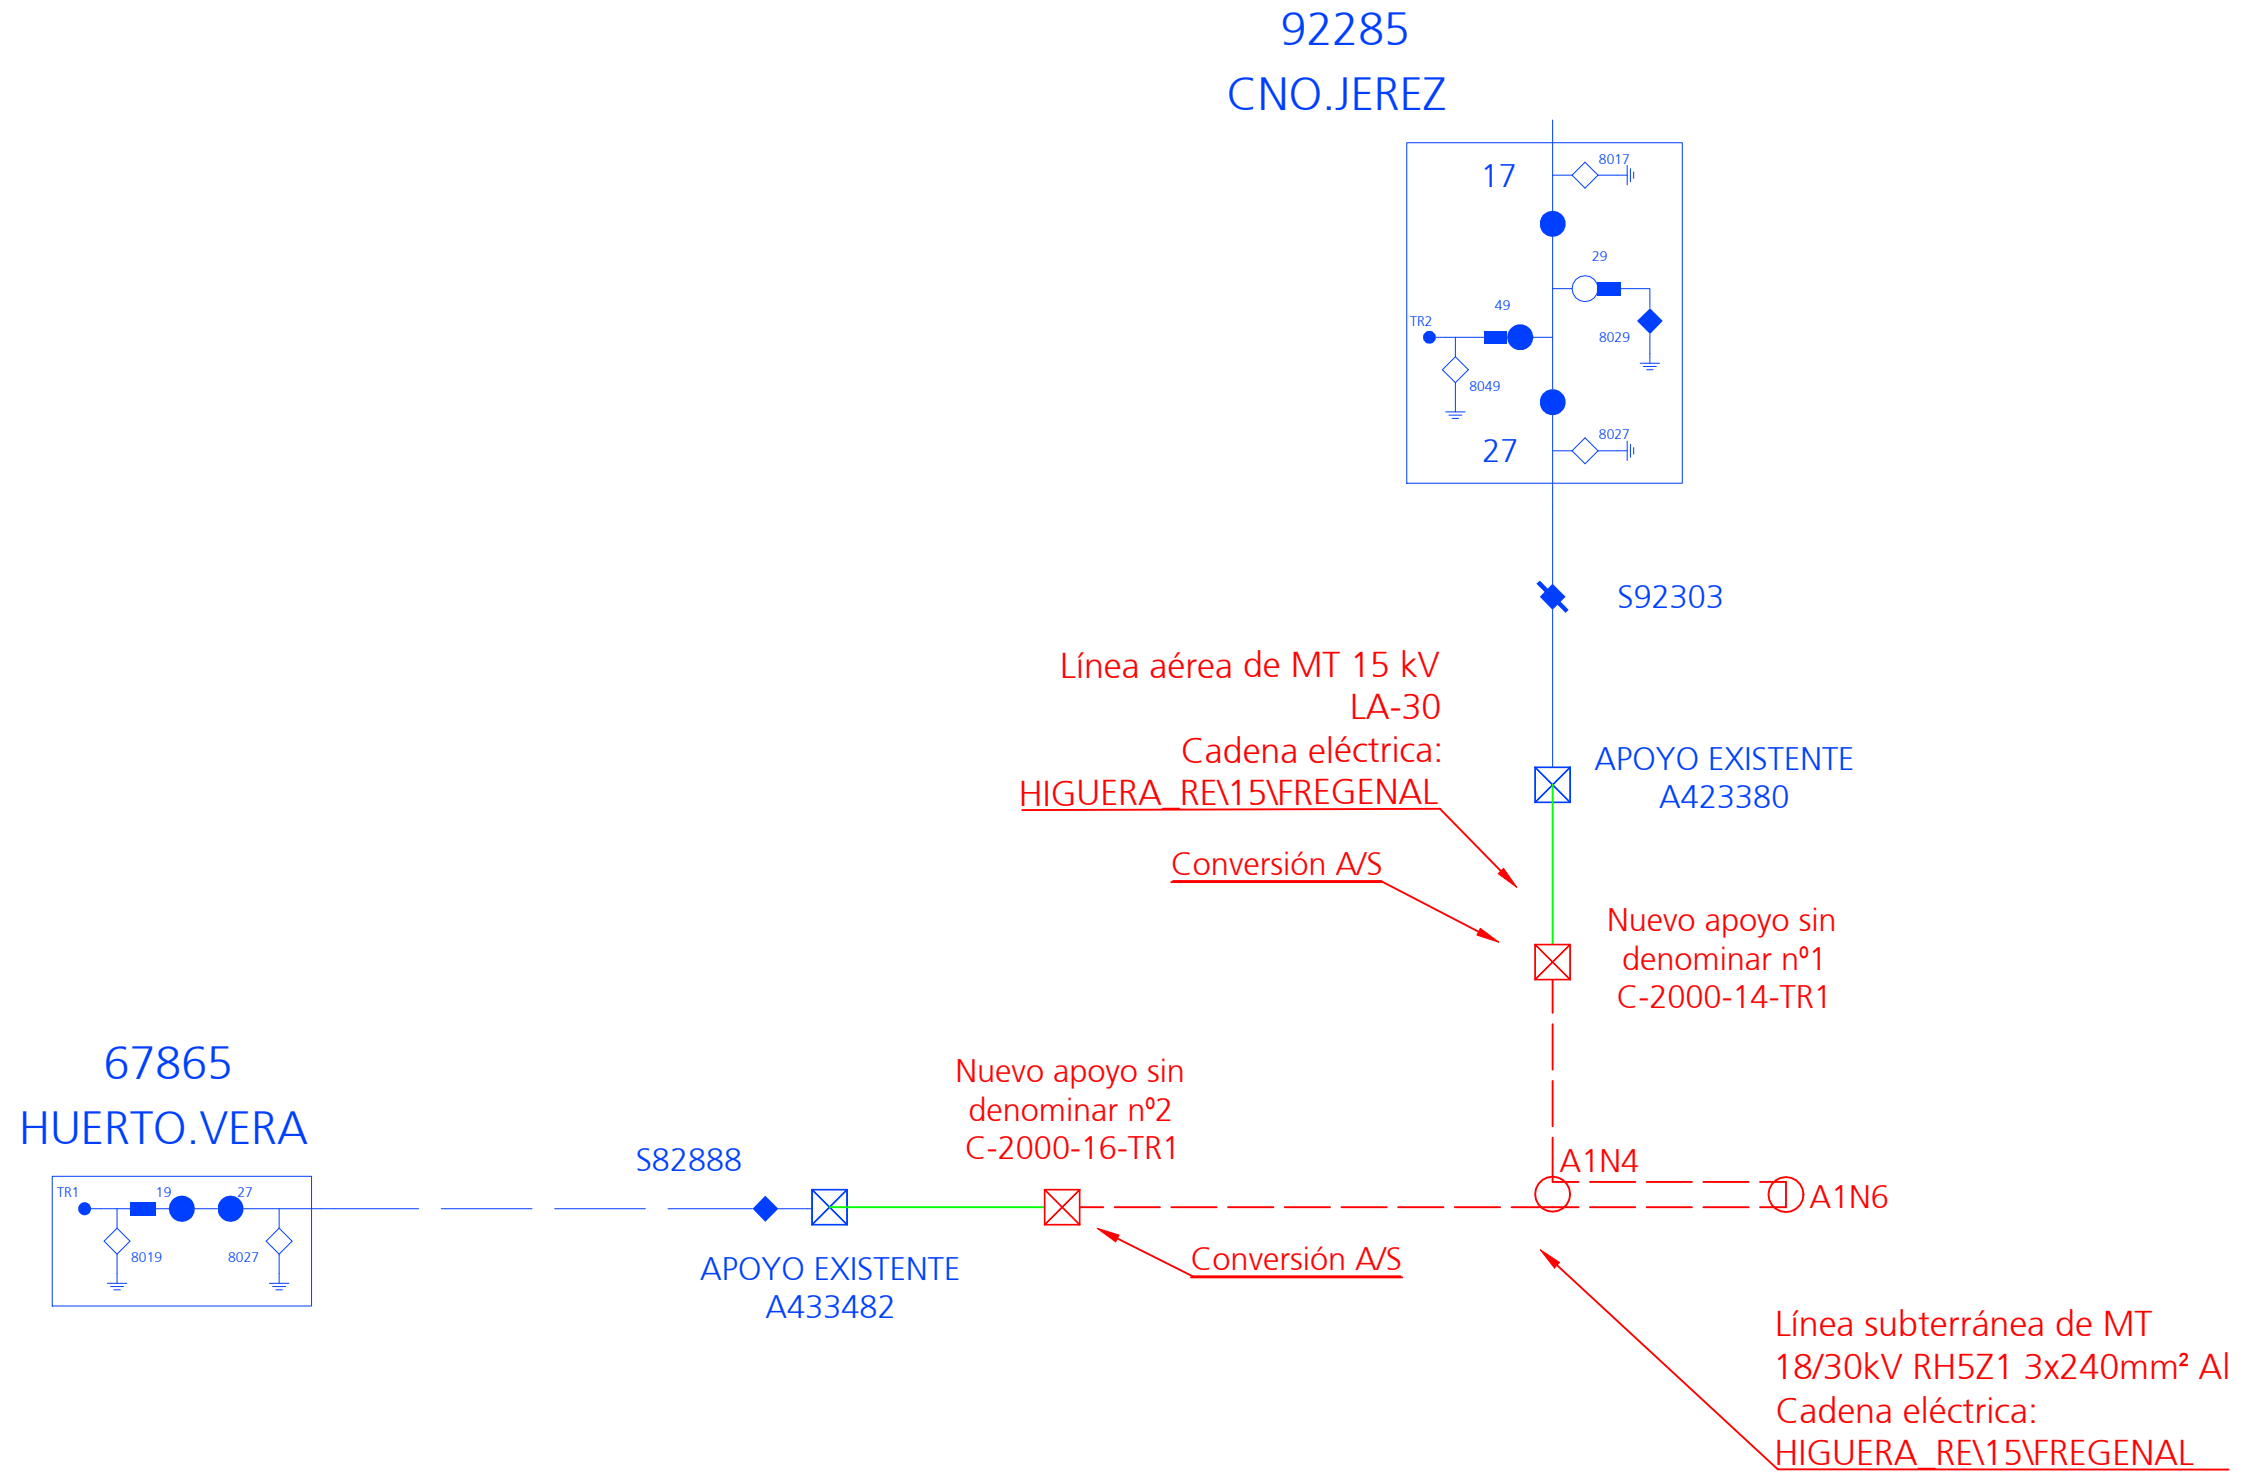 92285
CNO.JEREZ
17
8017
29
49
TR2
8029
8049
8027
27
S92303
Línea aérea de MT 15 kV
LA-30
Cadena eléctrica:
HIGUERA_RE\15\FREGENAL
APOYO EXISTENTE
A423380
Conversión A/S
Nuevo apoyo sin
denominar nº1
C-2000-14-TR1
67865
HUERTO.VERA
TR1
19
27
8019
8027
S82888
APOYO EXISTENTE
A433482
Nuevo apoyo sin
denominar nº2
C-2000-16-TR1
Conversión A/S
A1N4
A1N6
Línea subterránea de MT
18/30kV RH5Z1 3x240mm² Al
Cadena eléctrica:
HIGUERA_RE\15\FREGENAL